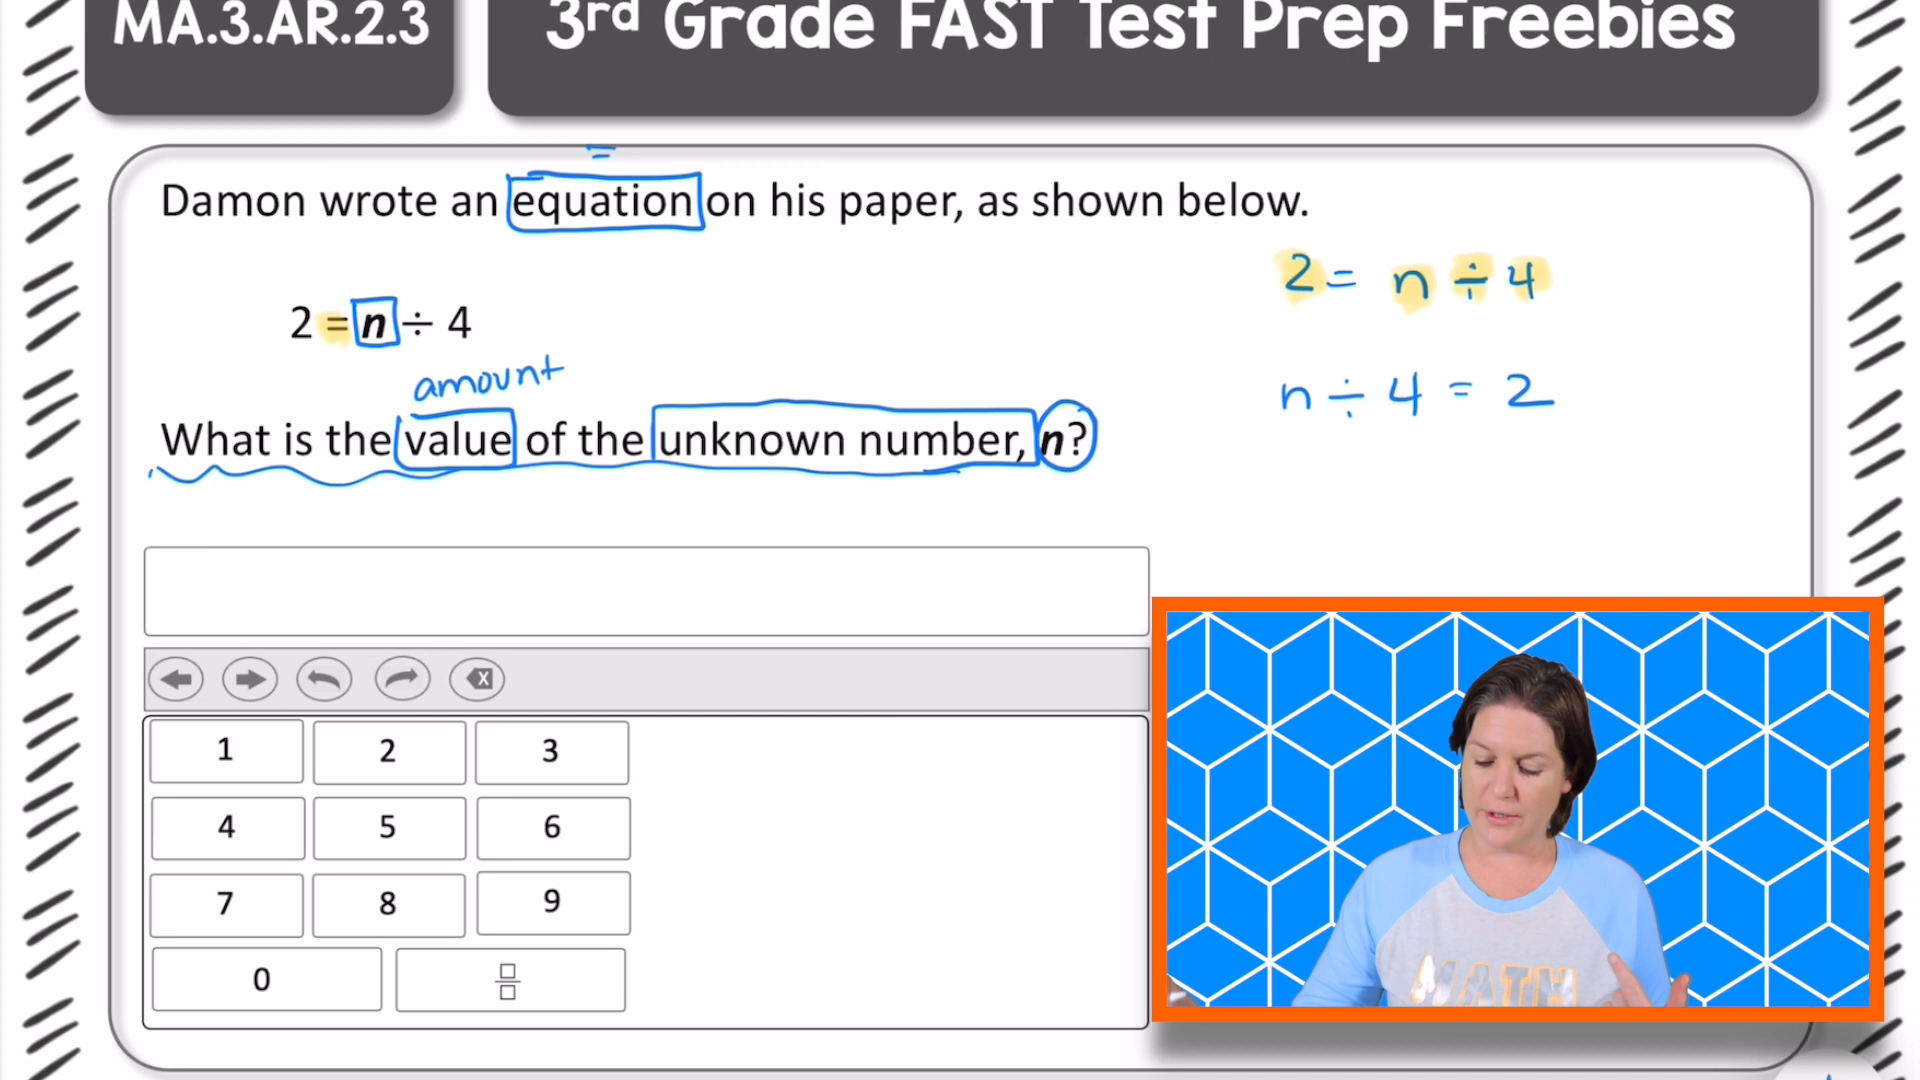 MA.3.AR.2.3
3rd Grade FAST Test Prep Freebies
=
Damon wrote an equation on his paper, as shown below.
2 = n ÷ 4
2 = n ÷ 4
amount
n ÷ 4 = 2
What is the value of the unknown number, n?
1 2 3
4 5 6
7 8 9
0
MATH